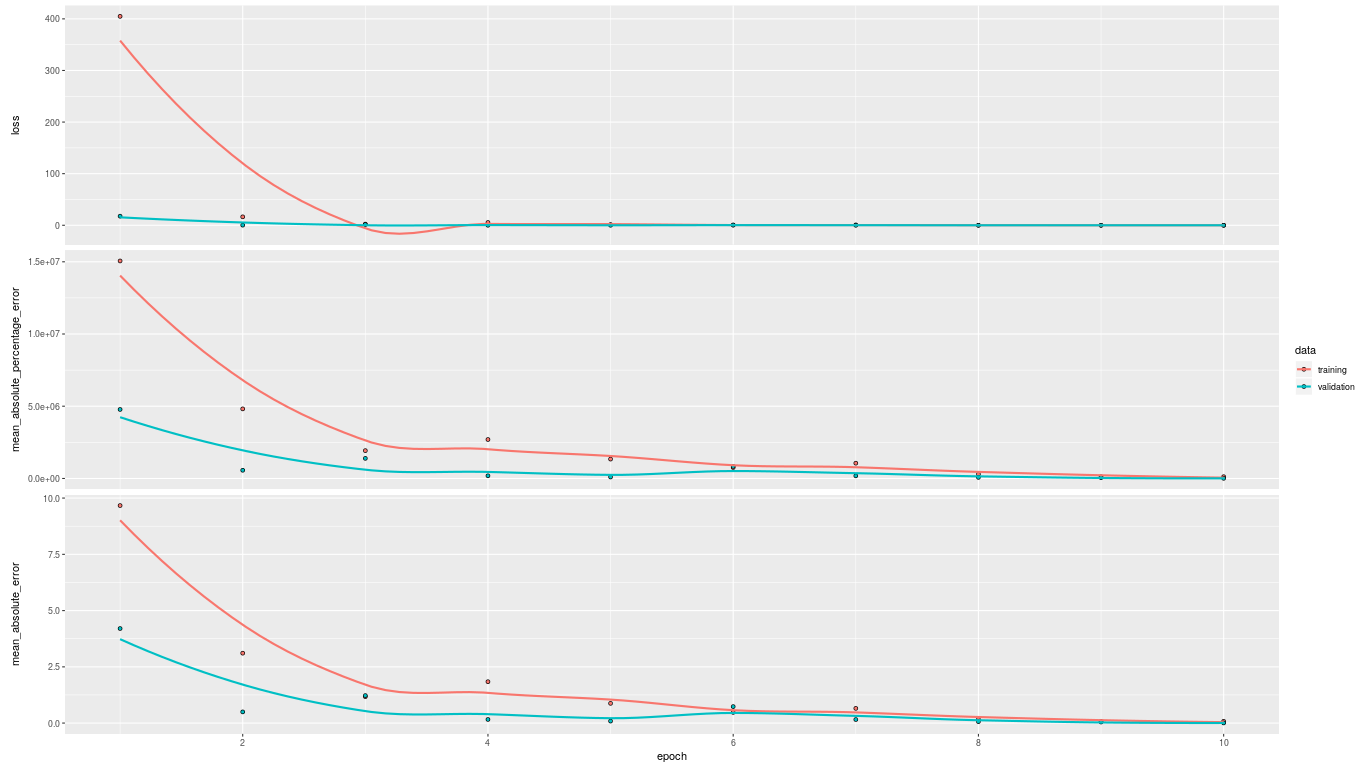 loss
400
300
200
100
0
mean_absolute_percentage_error
1.5e+07
1.0e+07
5.0e+06
0.0e+00
mean_absolute_error
10.0
7.5
5.0
2.5
0.0
2 4 6 8 10
epoch
data
training
validation